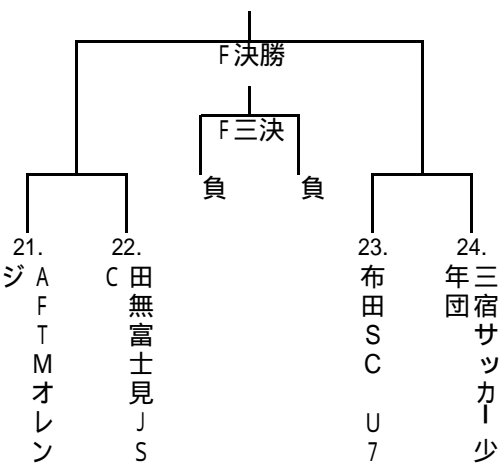 F決勝
F三決
負 負
21. 22. 23. 24.
AFTMオレンジ
田無富士見JSC
布田SC U7
三宿サッカー少年団